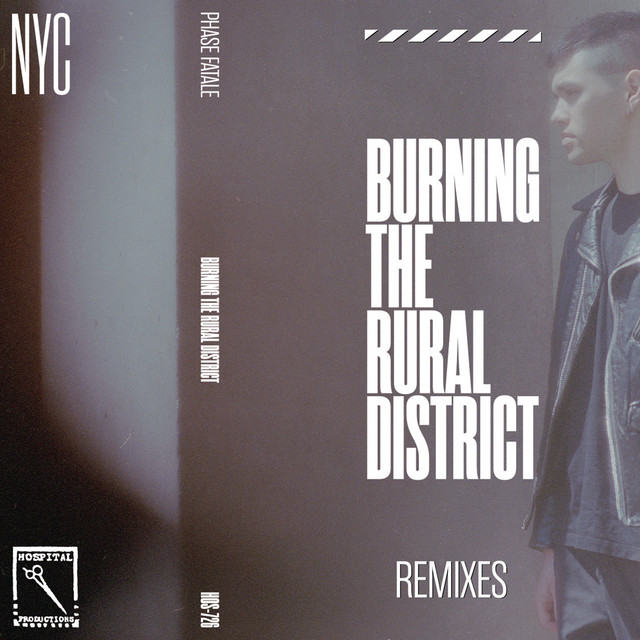 NYC
PHASE FATALE
BURNING THE RURAL DISTRICT
HOS-726
HOSPITAL
PRODUCTIONS
BURNING
THE
RURAL
DISTRICT
REMIXES